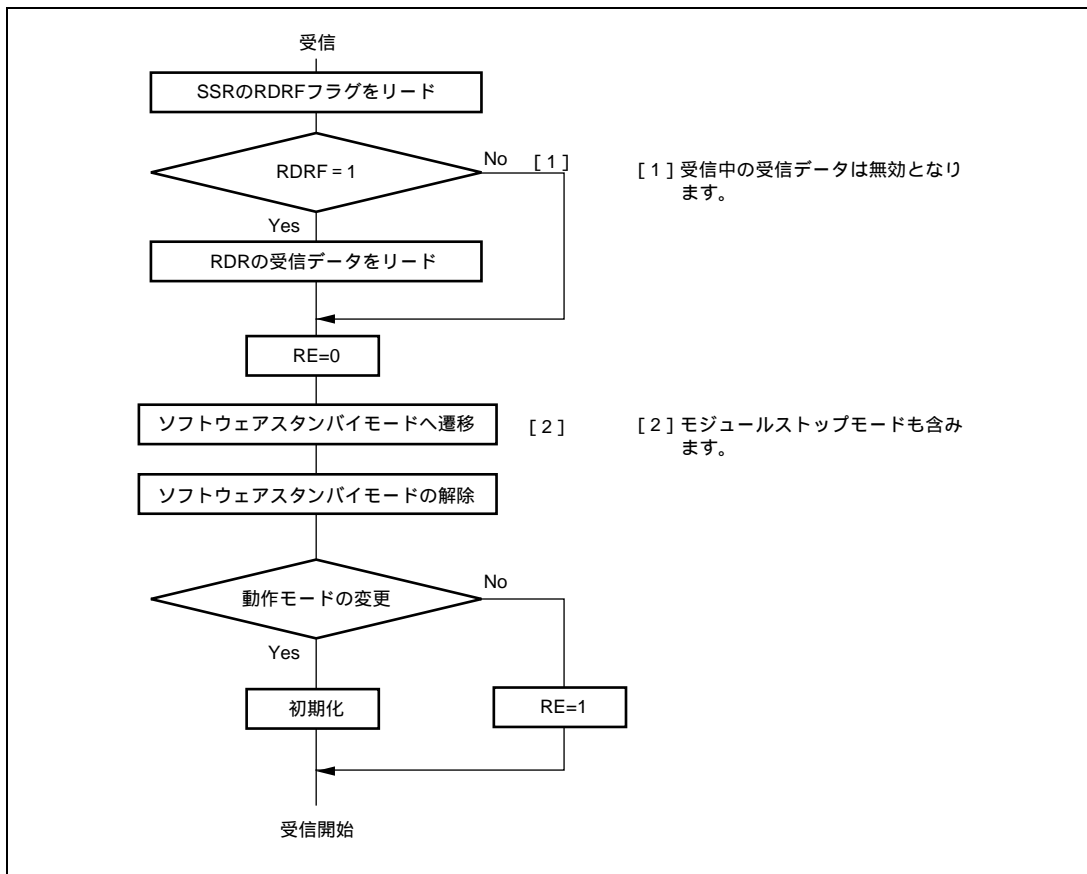 受信
SSRのRDRFフラグをリード
RDRF = 1
No
[ 1 ]
[ 1 ] 受信中の受信データは無効となり
ます。
Yes
RDRの受信データをリード
RE=0
ソフトウェアスタンバイモードへ遷移
[ 2 ]
[ 2 ] モジュールストップモードも含み
ます。
ソフトウェアスタンバイモードの解除
動作モードの変更
No
Yes
初期化
RE=1
受信開始